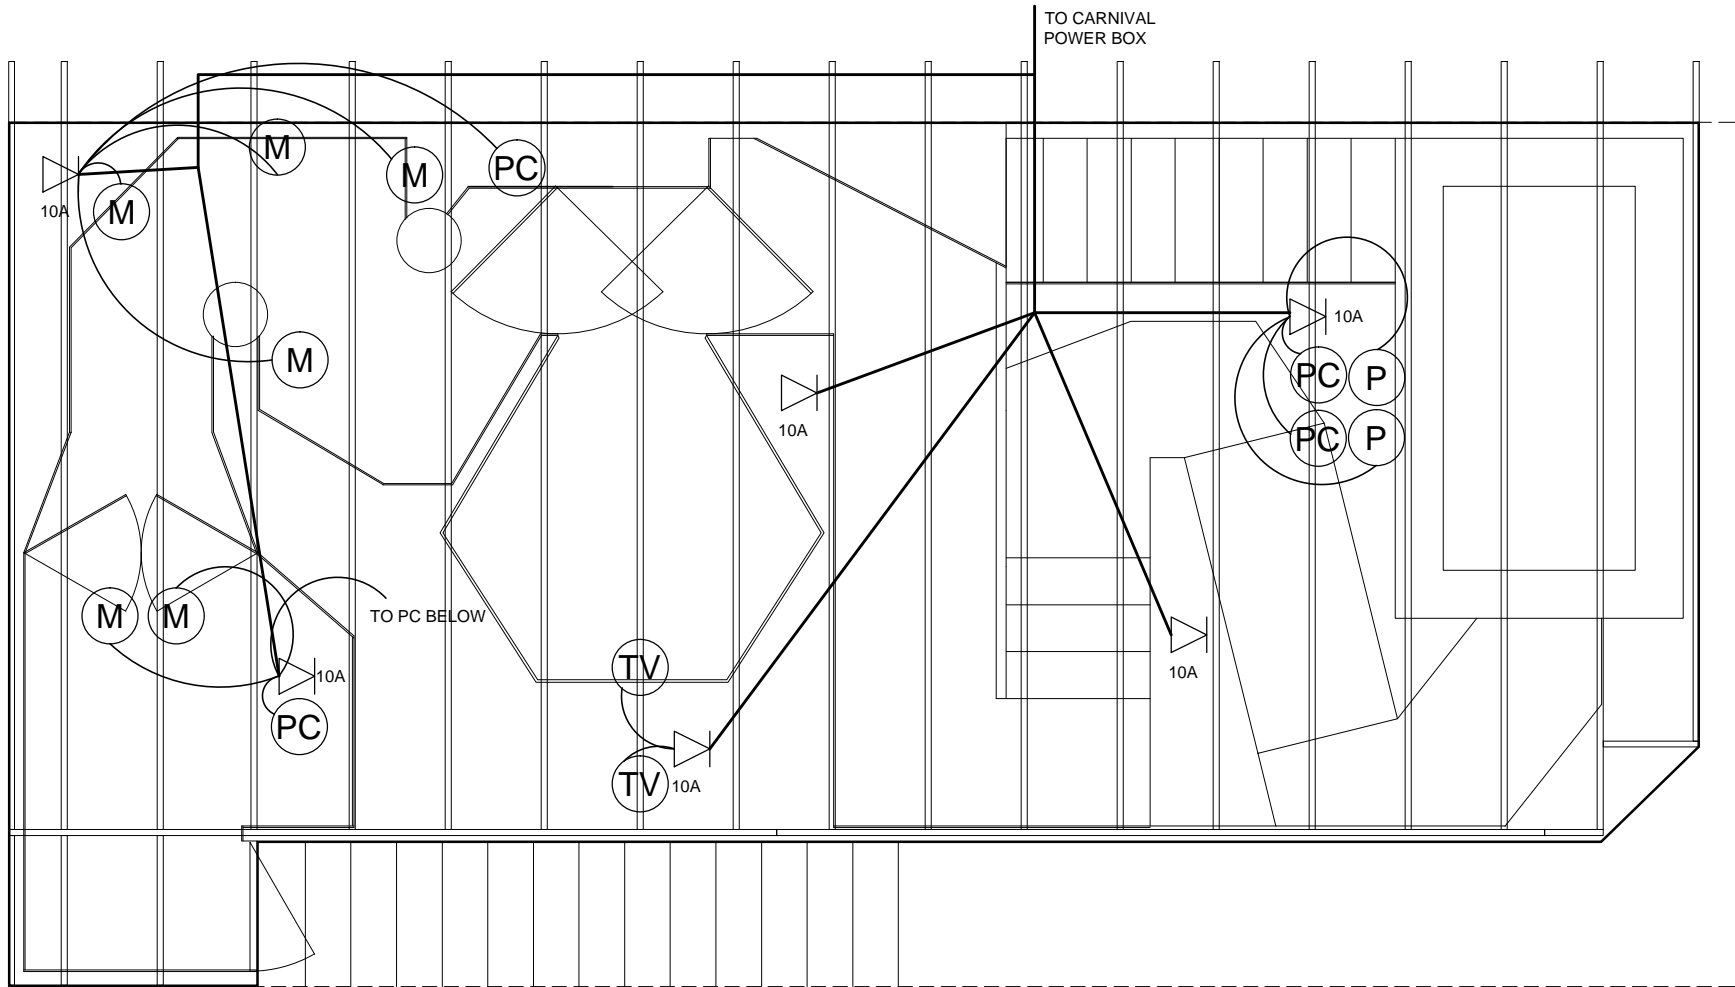 TO CARNIVAL
POWER BOX
M
M
PC
10A
M
10A
M
PC
P
10A
PC
P
M
M
TO PC BELOW
10A
TV
10A
PC
TV
10A